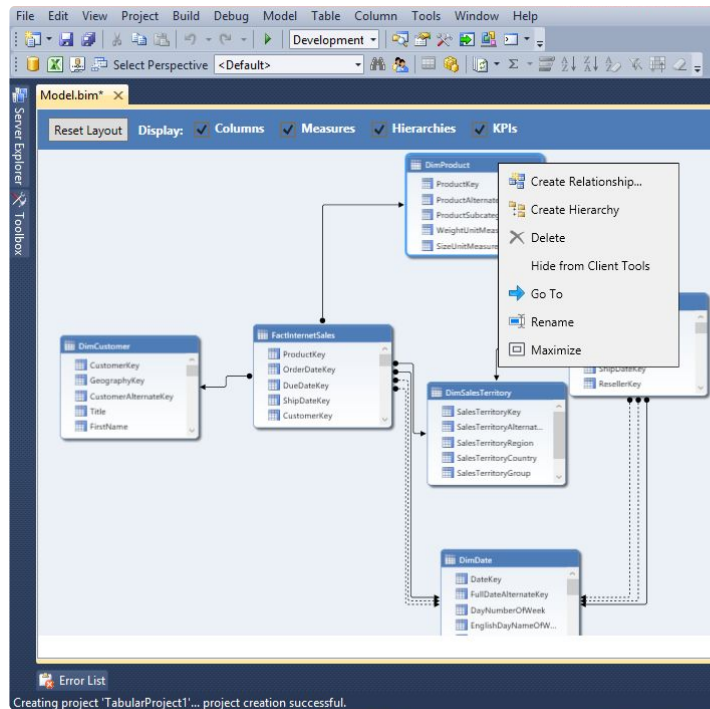 File Edit View Project Build Debug Model Table Column Tools Window Help
Development
Select Perspective <Default>
Server Explorer
Toolbox
Model.bim*
Reset Layout Display: Columns Measures Hierarchies KPIs
DimProduct
ProductKey
ProductAlternate
ProductSubcateg
WeightUnitMeas
SizeUnitMeasure
Create Relationship...
Create Hierarchy
Delete
Hide from Client Tools
Go To
Rename
Maximize
ShipDateKey
ResellerKey
DimCustomer
CustomerKey
GeographyKey
CustomerAlternateKey
Title
FirstName
FactInternetSales
ProductKey
OrderDateKey
DueDateKey
ShipDateKey
CustomerKey
DimSalesTerritory
SalesTerritoryKey
SalesTerritoryAlternat...
SalesTerritoryRegion
SalesTerritoryCountry
SalesTerritoryGroup
DimDate
DateKey
FullDateAlternateKey
DayNumberOfWeek
EnglishDayNameOfW...
Error List
Creating project 'TabularProject1'... project creation successful.